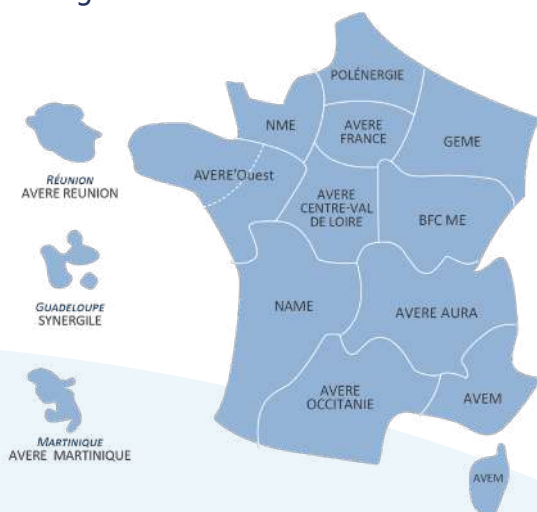 POLÉNERGIE
NME
AVERE
FRANCE
GEME
AVERE'Ouest
AVERE
CENTRE-VAL
DE LOIRE
BFC ME
RÉUNION
AVERE REUNION
GUADELOUPE
SYNERGILE
NAME
AVERE AURA
AVERE
OCCITANIE
AVEM
MARTINIQUE
AVERE MARTINIQUE
AVEM